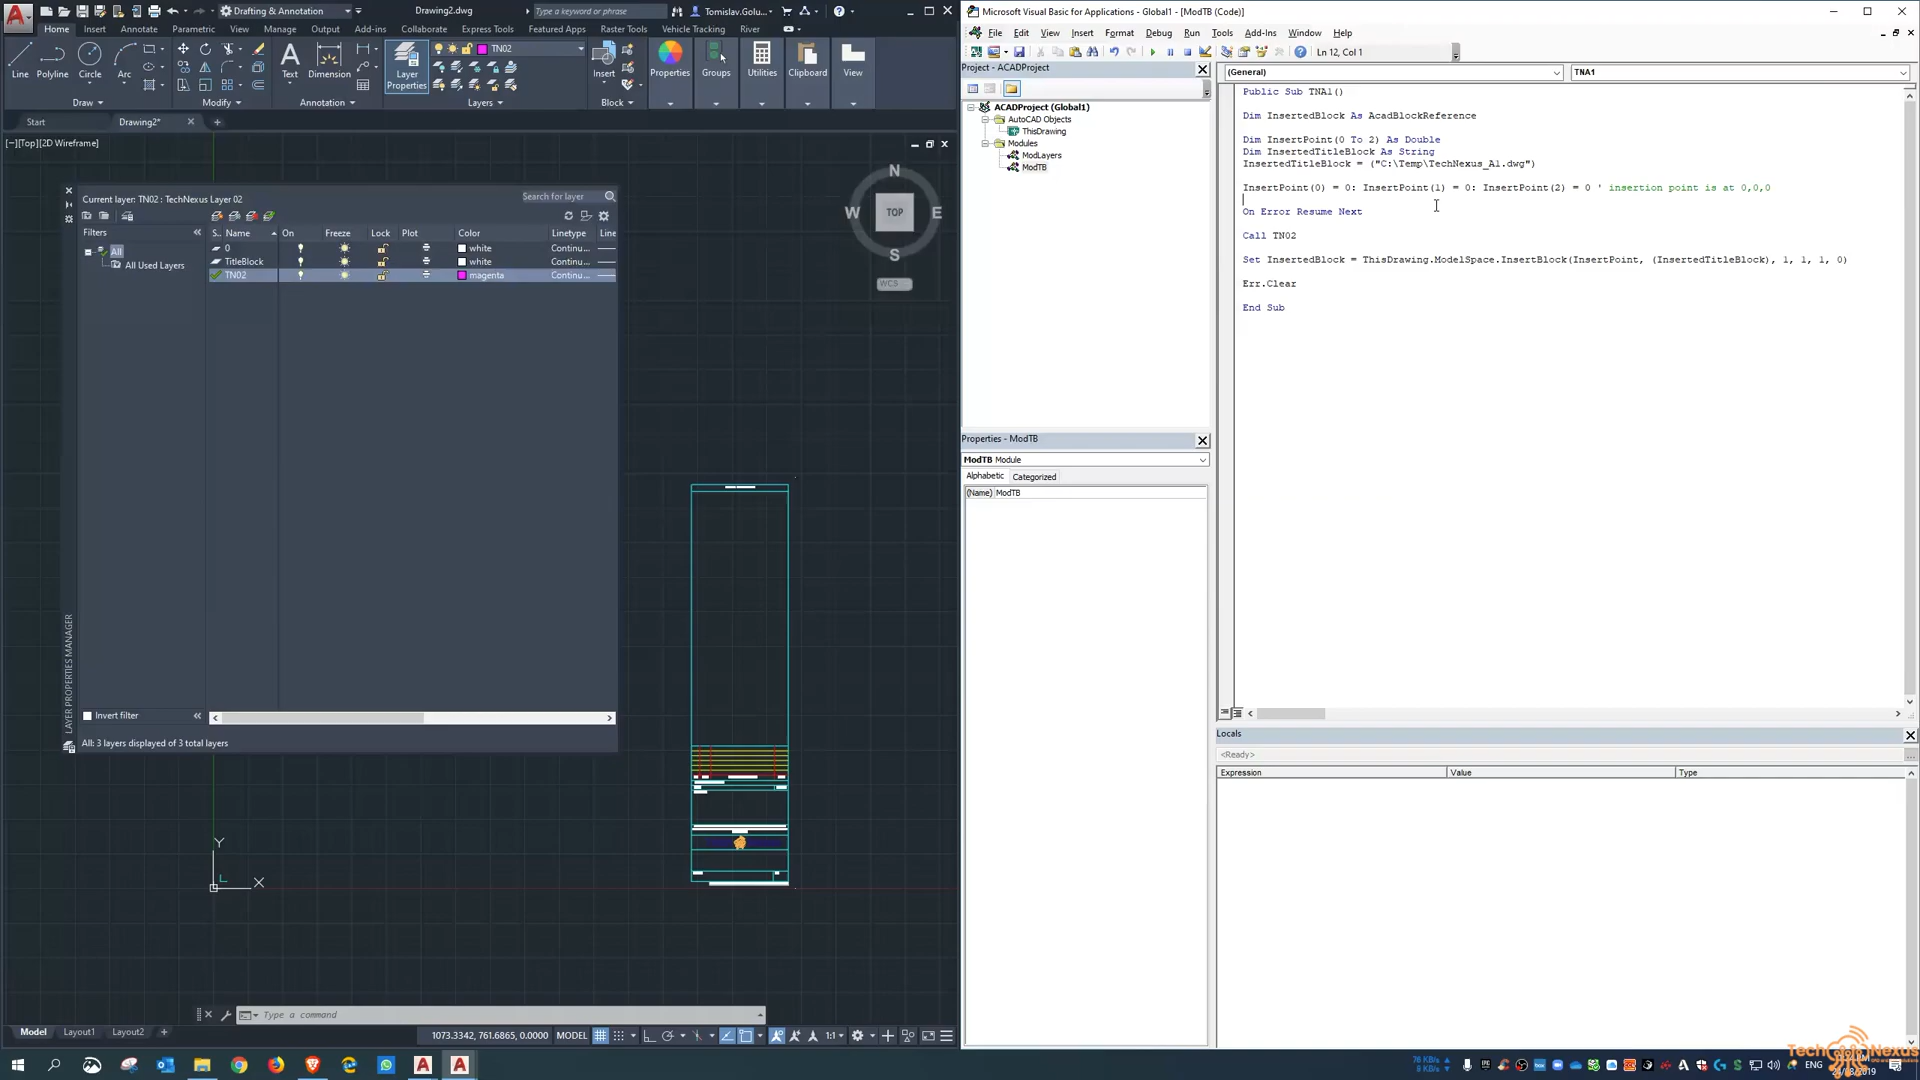 Drafting & Annotation
Drawing2.dwg
Type a keyword or phrase
Tomislav.Golu...
Home Insert Annotate Parametric View Manage Output Add-ins Collaborate Express Tools Featured Apps Raster Tools Vehicle Tracking River
TN02
Line Polyline Circle Arc Text Dimension Layer Properties Insert Properties Groups Utilities Clipboard View
Draw Modify Annotation Layers Block
Start Drawing2*
[−][Top][2D Wireframe]
N
W TOP E
S
WCS
Current layer: TN02 : TechNexus Layer 02
Search for layer
Filters
All
All Used Layers
S.. Name On Freeze Lock Plot Color Linetype Line
0 white Continu...
TitleBlock white Continu...
TN02 magenta Continu...
Invert filter
All: 3 layers displayed of 3 total layers
LAYER PROPERTIES MANAGER
Y
X
Type a command
Model Layout1 Layout2
1073.3342, 761.6865, 0.0000 MODEL 1:1
Microsoft Visual Basic for Applications - Global1 - [ModTB (Code)]
File Edit View Insert Format Debug Run Tools Add-Ins Window Help
Ln 12, Col 1
Project - ACADProject
ACADProject (Global1)
AutoCAD Objects
ThisDrawing
Modules
ModLayers
ModTB
Properties - ModTB
ModTB Module
Alphabetic Categorized
(Name) ModTB
(General) TNA1
Public Sub TNA1()
Dim InsertedBlock As AcadBlockReference
Dim InsertPoint(0 To 2) As Double
Dim InsertedTitleBlock As String
InsertedTitleBlock = ("C:\Temp\TechNexus_A1.dwg")
InsertPoint(0) = 0: InsertPoint(1) = 0: InsertPoint(2) = 0 ' insertion point is at 0,0,0
On Error Resume Next
Call TN02
Set InsertedBlock = ThisDrawing.ModelSpace.InsertBlock(InsertPoint, (InsertedTitleBlock), 1, 1, 1, 0)
Err.Clear
End Sub
Locals
<Ready>
Expression Value Type
76 KB/s
9 KB/s
ENG
Tech Nexus